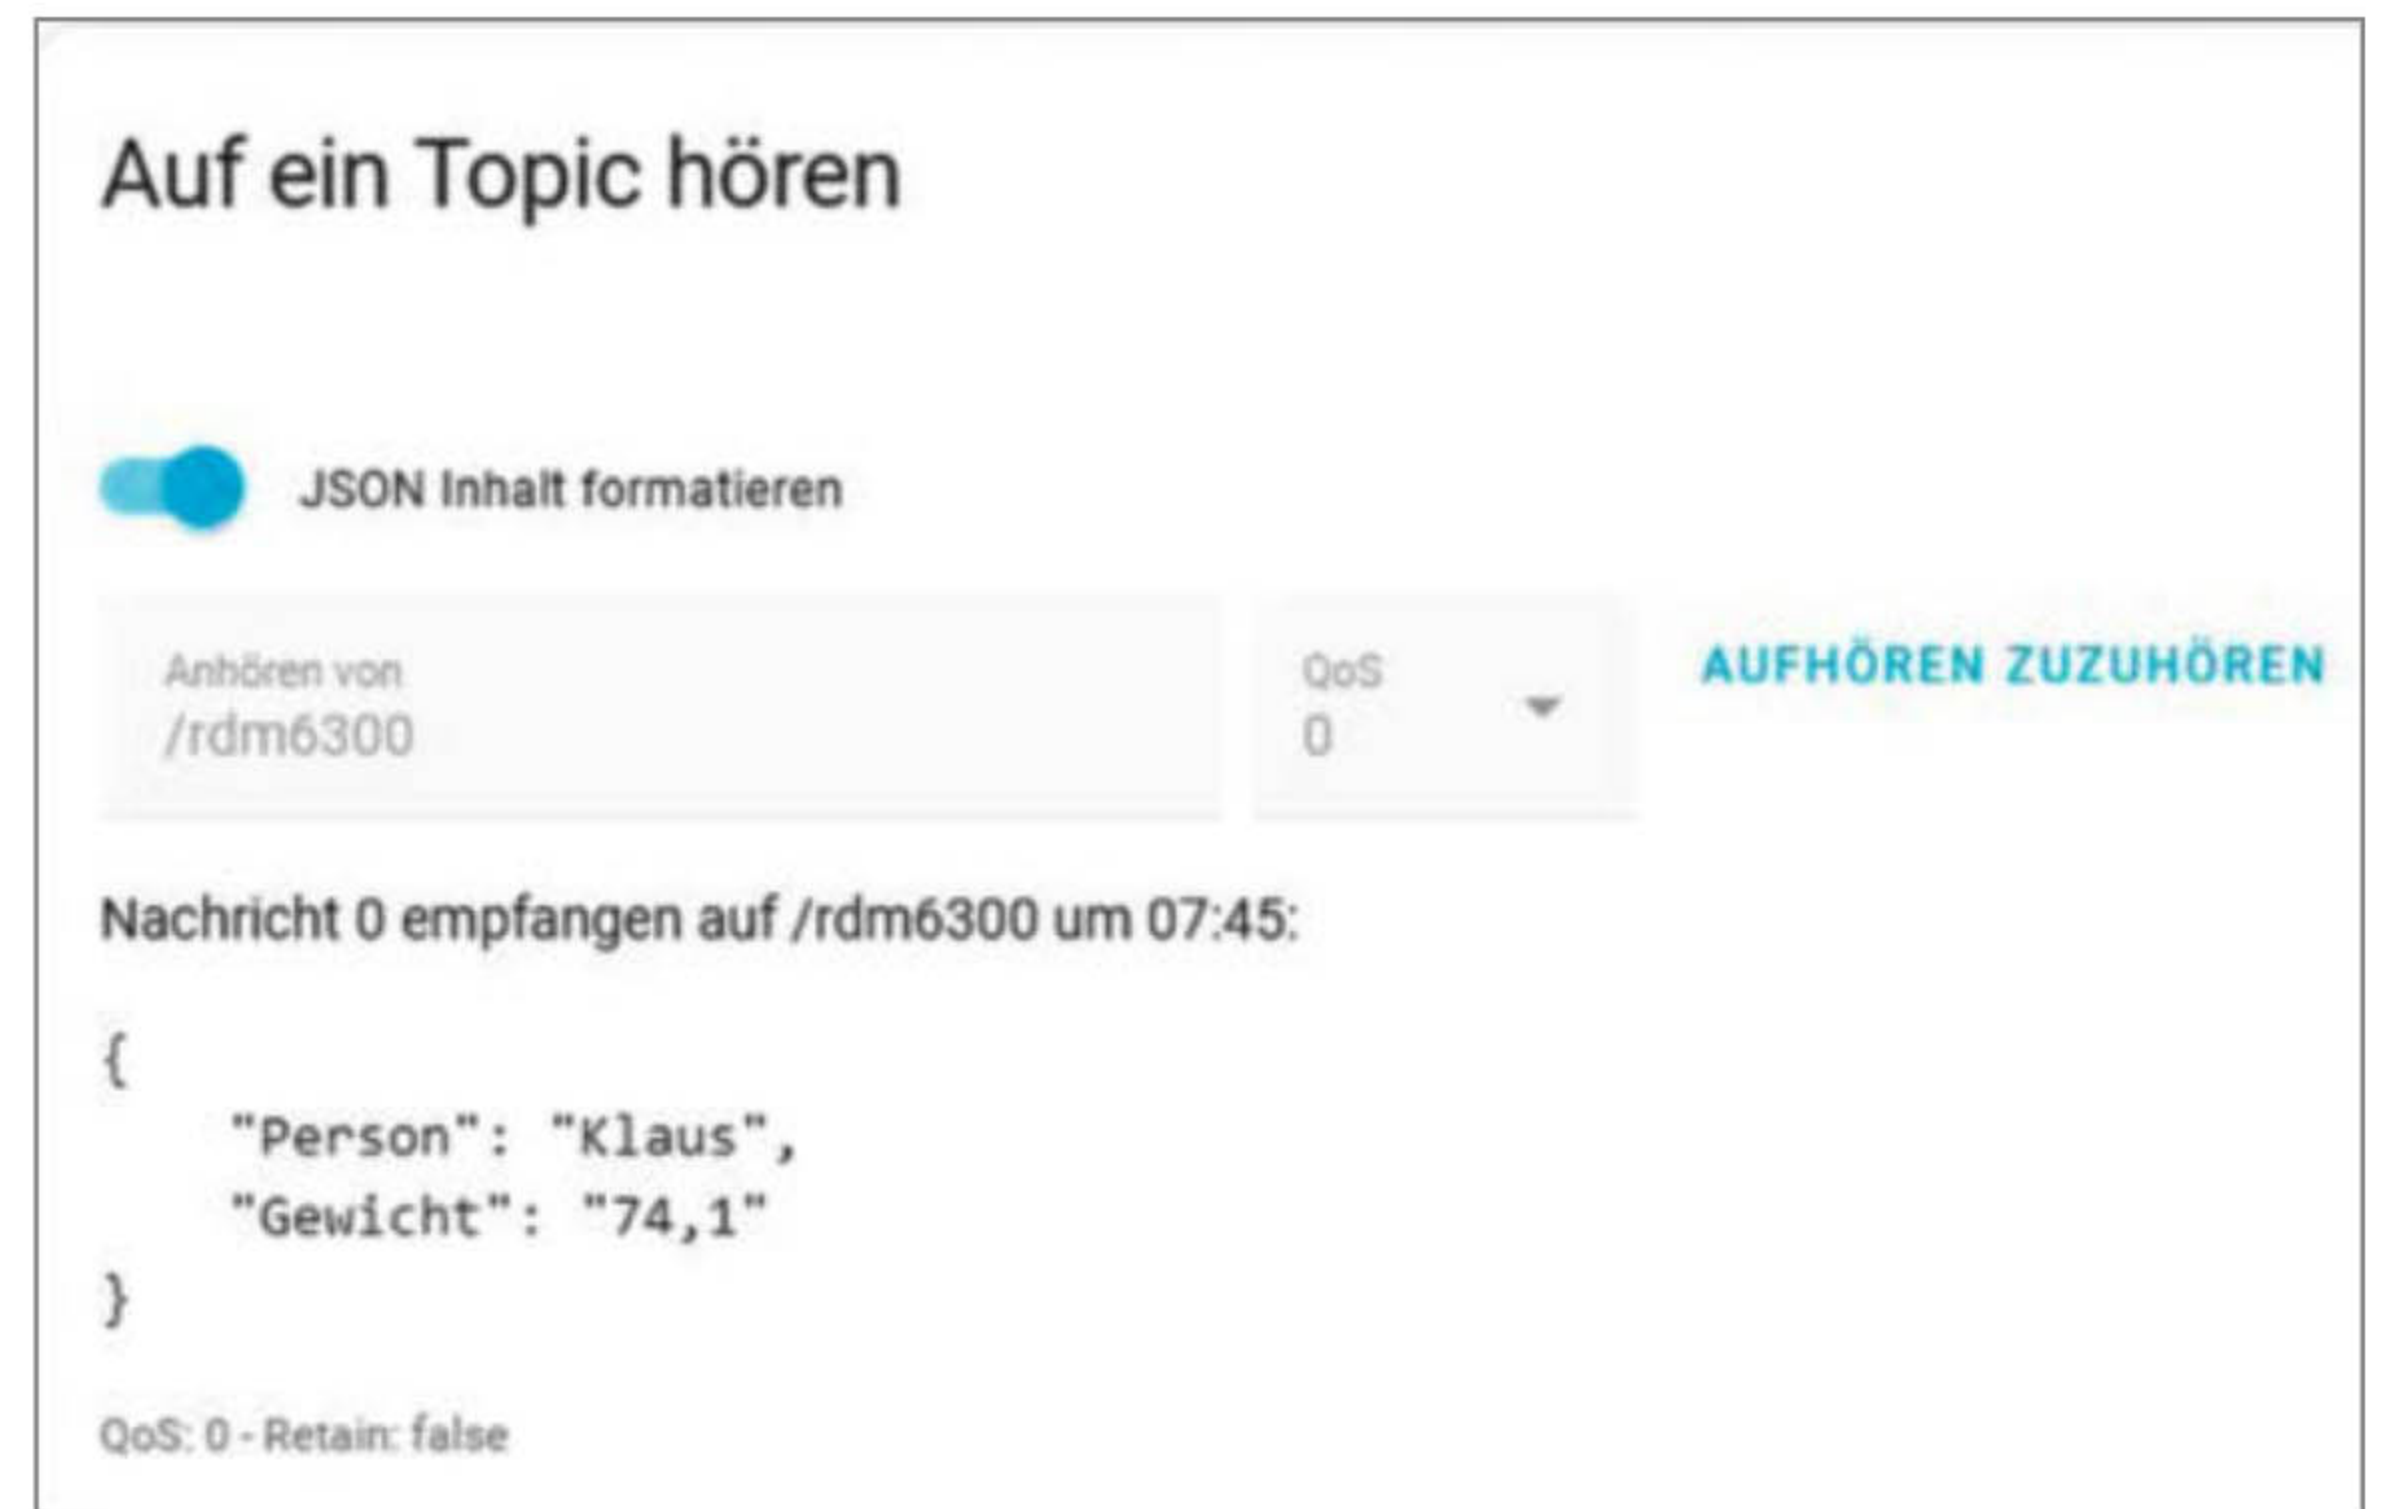 Auf ein Topic hören
JSON Inhalt formatieren
Anhören von
/rdm6300
QoS
0
AUFHÖREN ZUZUHÖREN
Nachricht 0 empfangen auf /rdm6300 um 07:45:
{
"Person": "Klaus",
"Gewicht": "74,1"
}
QoS: 0 - Retain: false